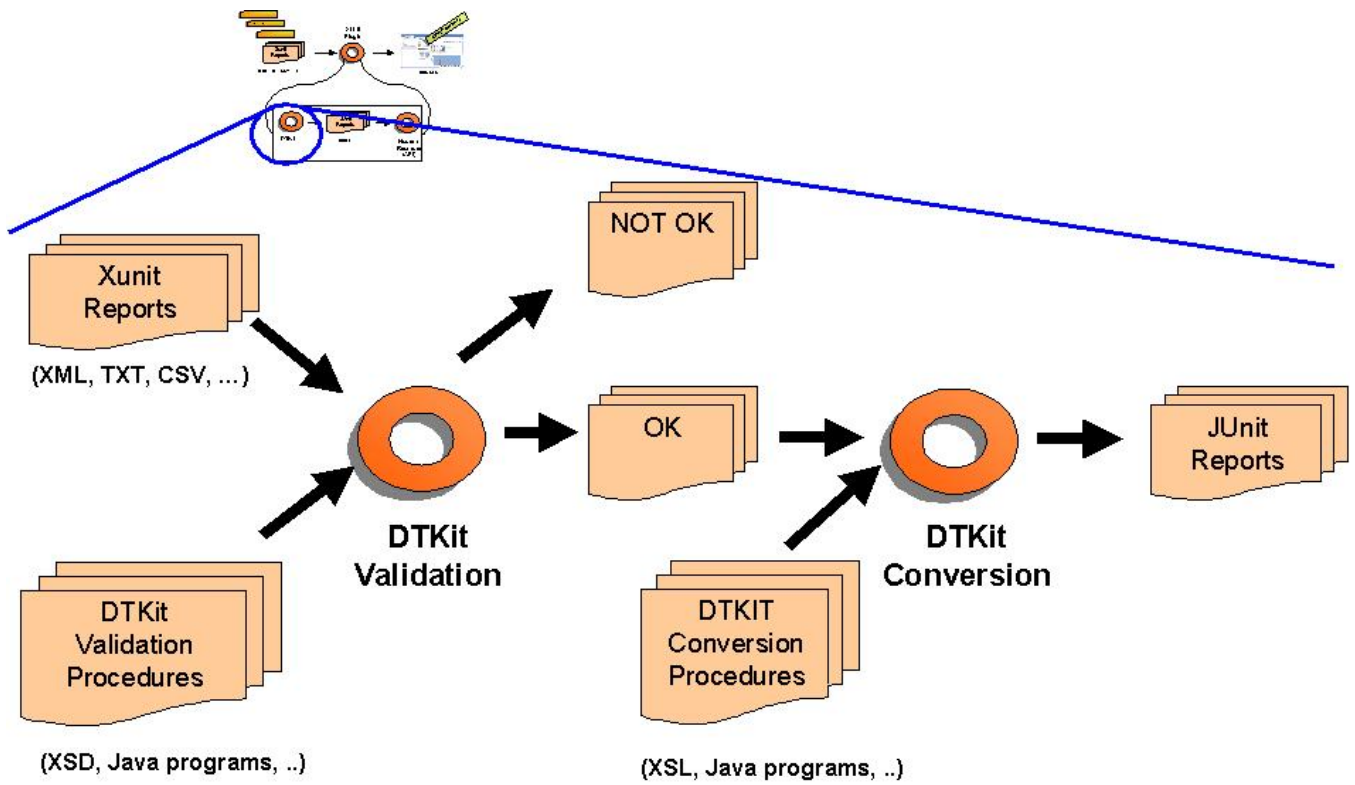 NOT OK
Xunit
Reports
(XML, TXT, CSV, ...)
OK
JUnit
Reports
DTKit
Validation
DTKit
Conversion
DTKit
Validation
Procedures
DTKIT
Conversion
Procedures
(XSD, Java programs, ..)
(XSL, Java programs, ..)